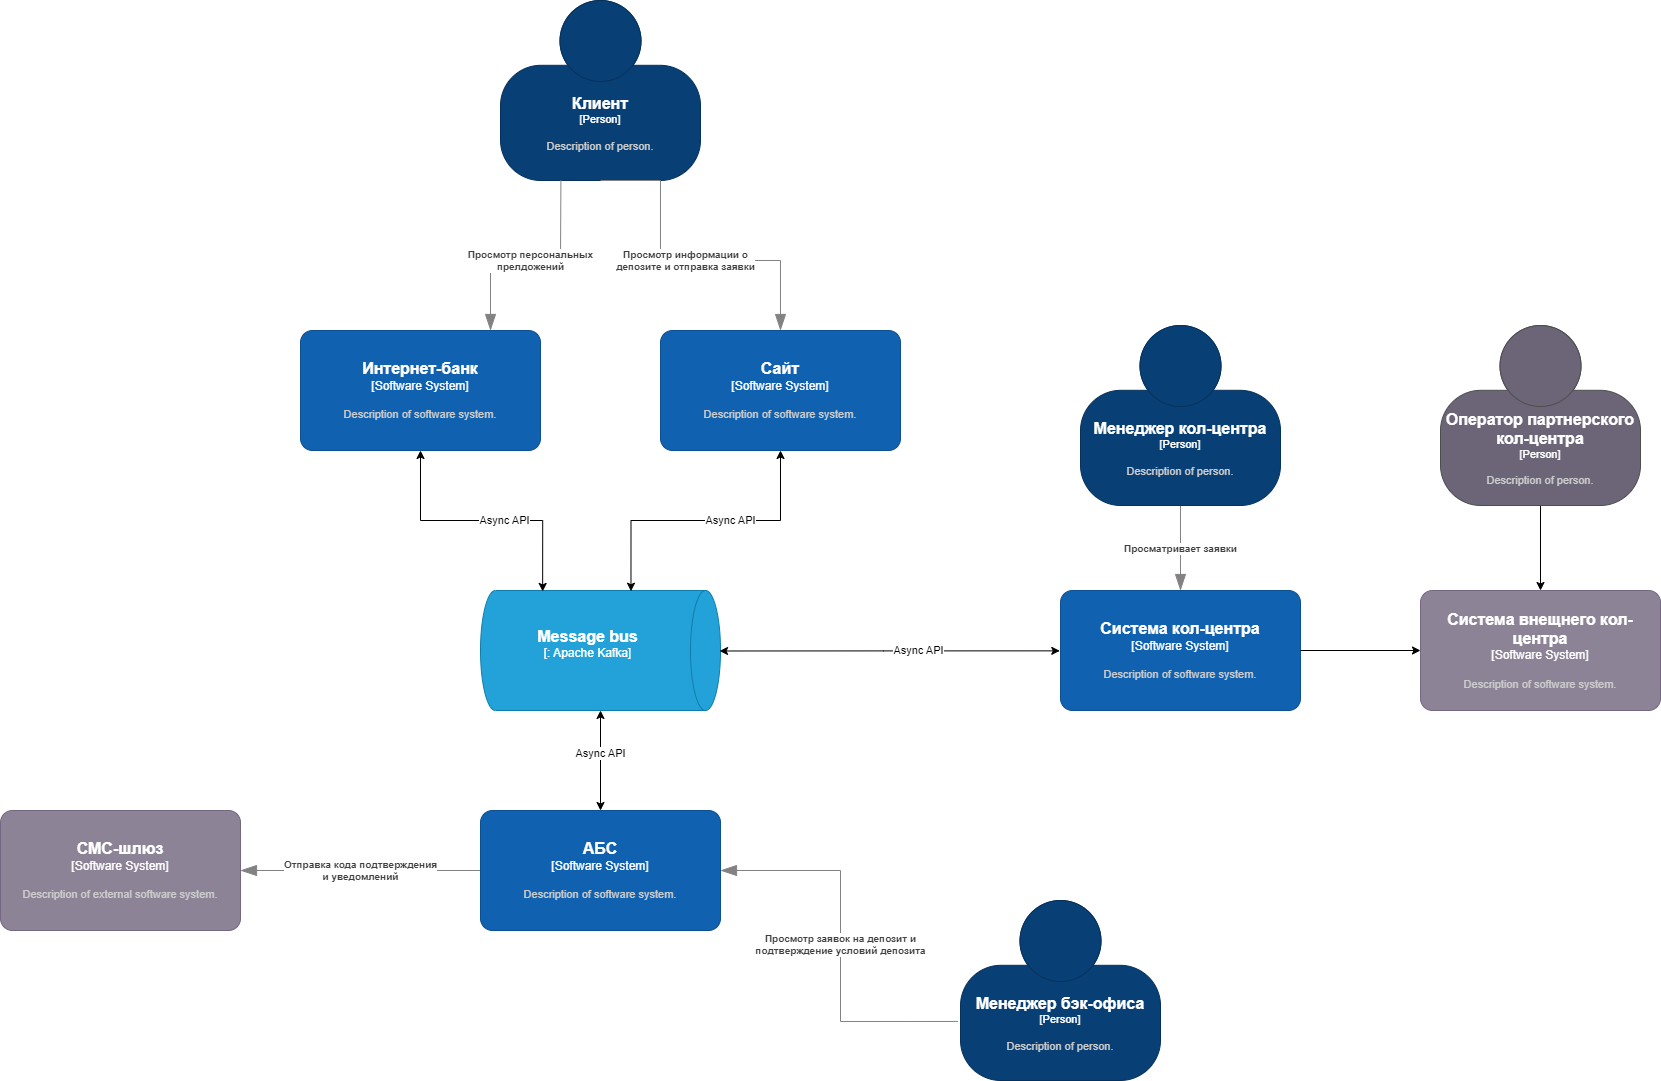 Клиент
[Person]
Description of person.
Просмотр персональных
прелдожений
Просмотр информации о
депозите и отправка заявки
Интернет-банк
[Software System]
Description of software system.
Сайт
[Software System]
Description of software system.
Менеджер кол-центра
[Person]
Description of person.
Оператор партнерского
кол-центра
[Person]
Description of person.
Async API
Async API
Просматривает заявки
Message bus
[: Apache Kafka]
Async API
Система кол-центра
[Software System]
Description of software system.
Система внещнего кол-
центра
[Software System]
Description of software system.
Async API
СМС-шлюз
[Software System]
Description of external software system.
Отправка кода подтверждения
и уведомлений
АБС
[Software System]
Description of software system.
Просмотр заявок на депозит и
подтверждение условий депозита
Менеджер бэк-офиса
[Person]
Description of person.